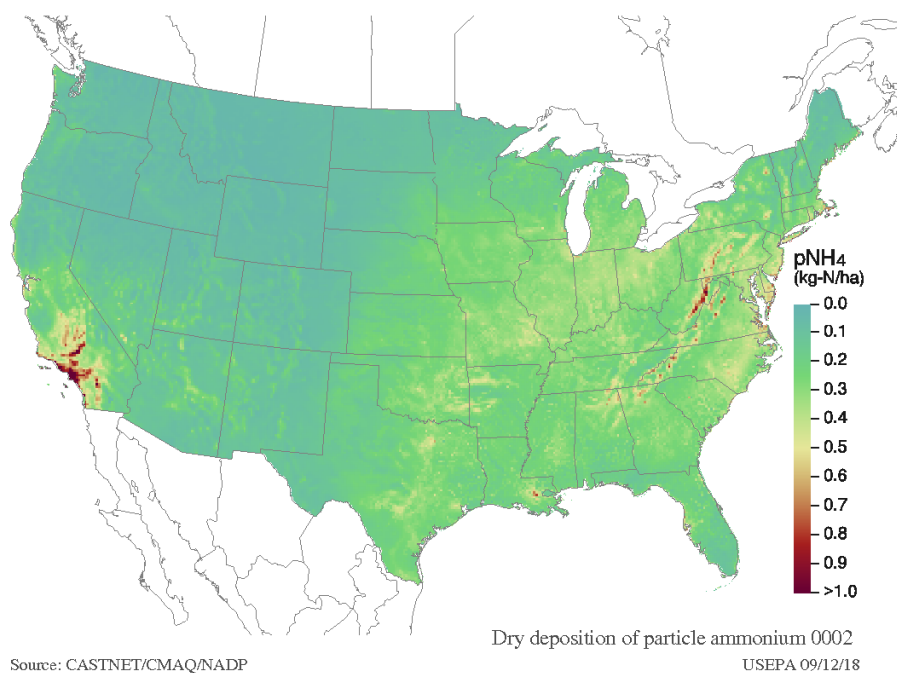 pNH₄
(kg-N/ha)
0.0
0.1
0.2
0.3
0.4
0.5
0.6
0.7
0.8
0.9
>1.0
Dry deposition of particle ammonium 0002
Source: CASTNET/CMAQ/NADP
USEPA 09/12/18